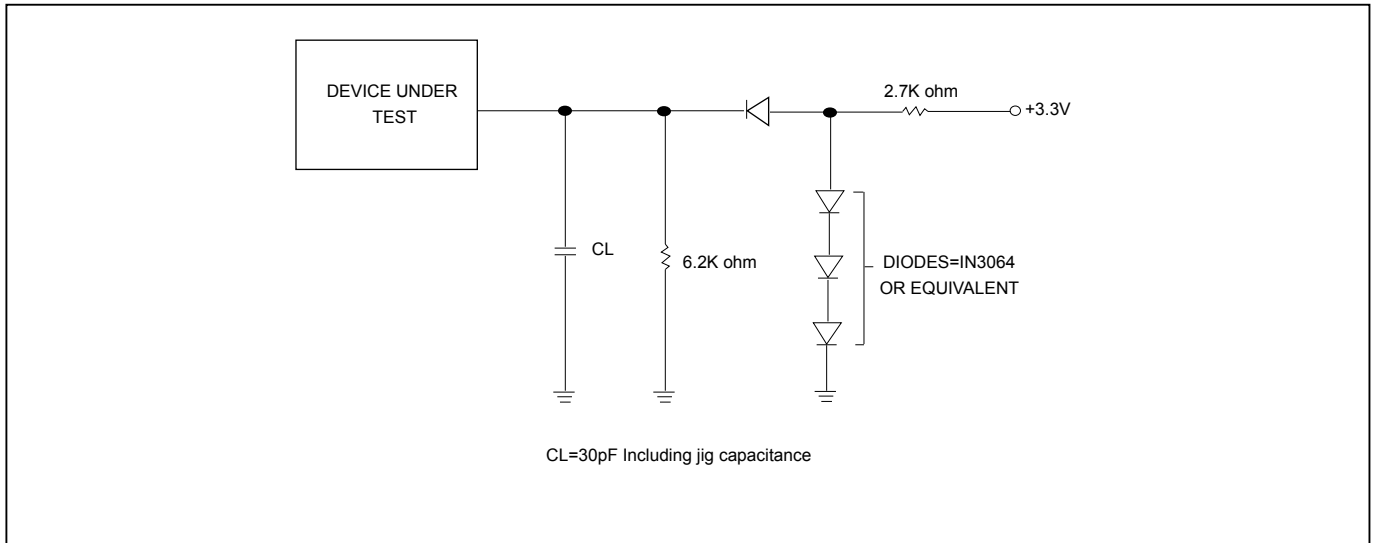 DEVICE UNDER
TEST
2.7K ohm
+3.3V
CL
6.2K ohm
DIODES=IN3064
OR EQUIVALENT
CL=30pF Including jig capacitance